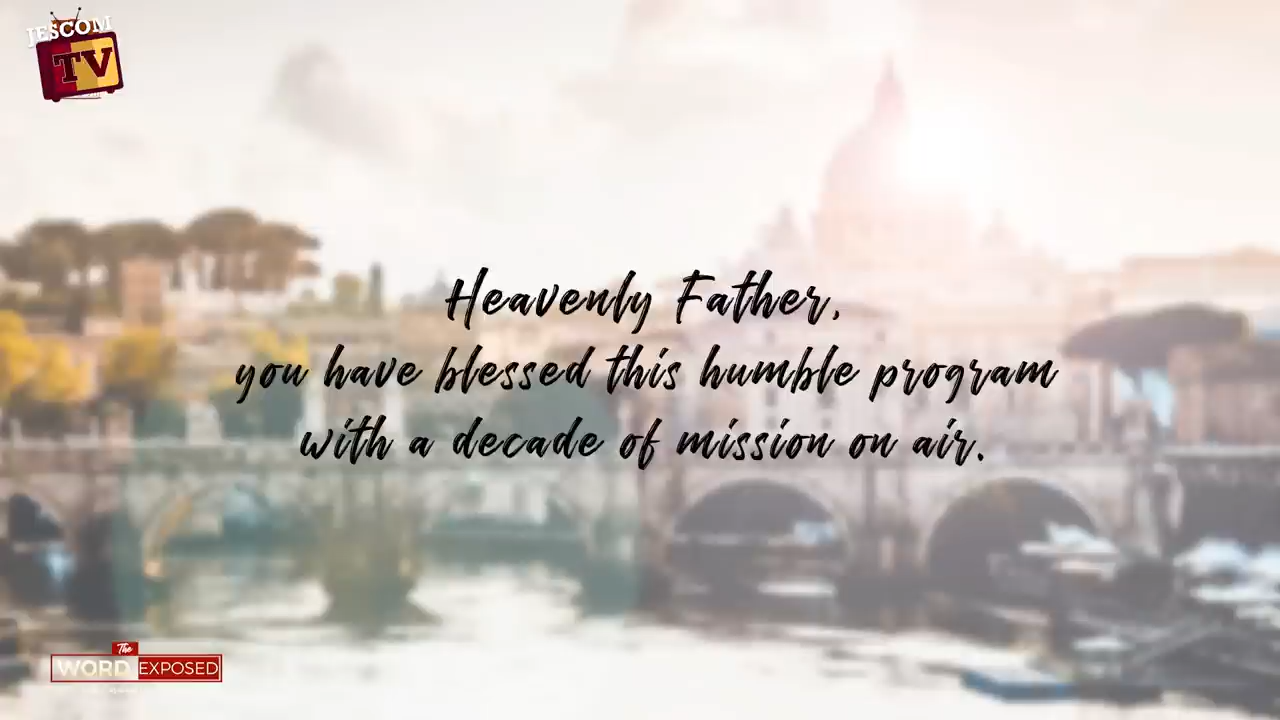 JESCOM
TV
Heavenly Father,
you have blessed this humble program
with a decade of mission on air.
The
WORD EXPOSED